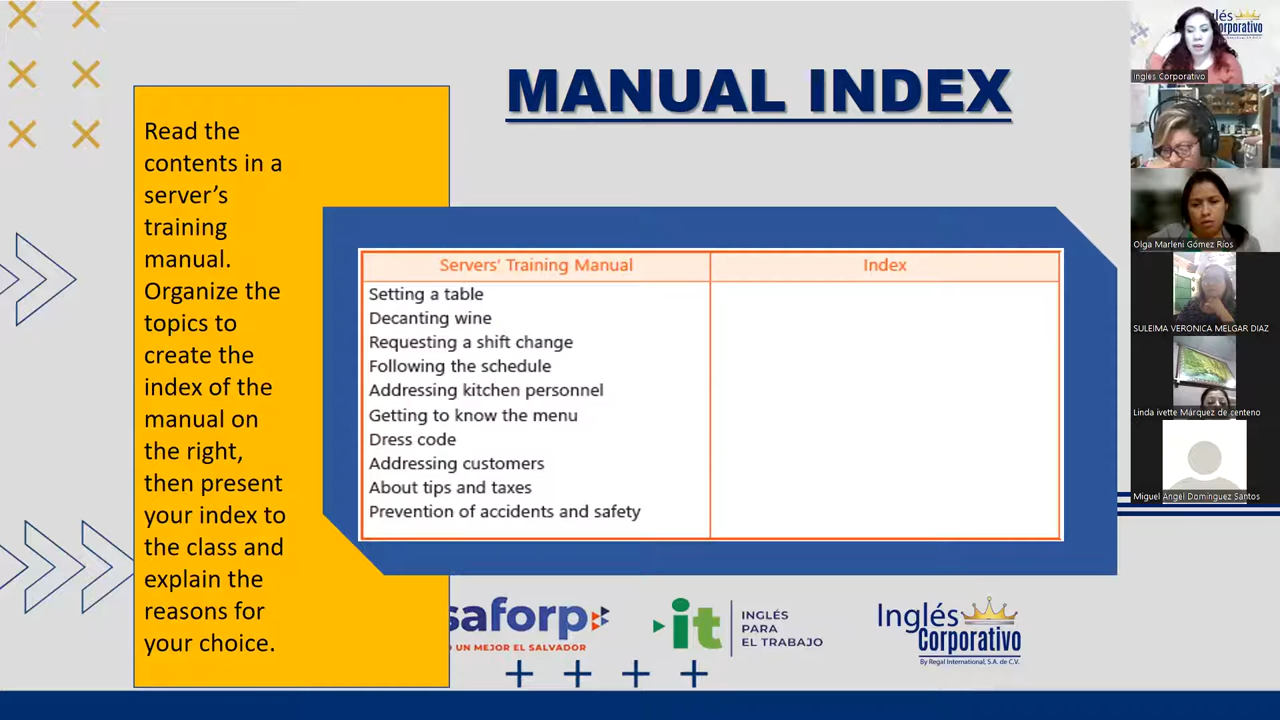 MANUAL INDEX
Read the
contents in a
server’s
training
manual.
Organize the
topics to
create the
index of the
manual on
the right,
then present
your index to
the class and
explain the
reasons for
your choice.
Servers' Training Manual
Index
Setting a table
Decanting wine
Requesting a shift change
Following the schedule
Addressing kitchen personnel
Getting to know the menu
Dress code
Addressing customers
About tips and taxes
Prevention of accidents and safety
saforp
UN MEJOR EL SALVADOR
it
INGLÉS
PARA
EL TRABAJO
Inglés
Corporativo
By Regal International, S.A. de C.V.
Ingles Corporativo
Olga Marleni Gómez Ríos
SULEIMA VERONICA MELGAR DIAZ
Linda ivette Márquez de centeno
Miguel Angel Domínguez Santos